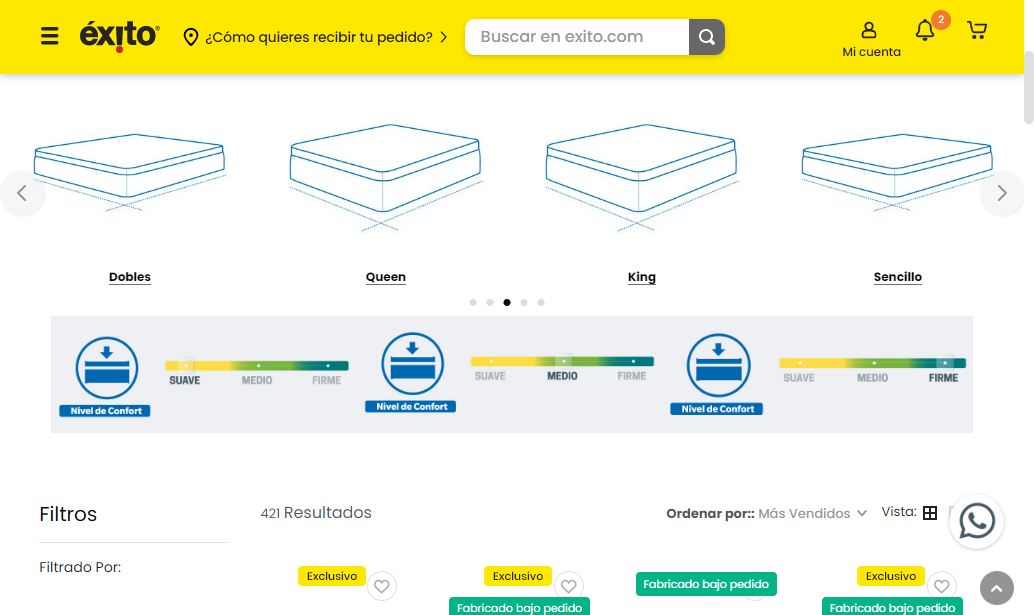 éxito
¿Cómo quieres recibir tu pedido?
Buscar en exito.com
Mi cuenta
2
Dobles
Queen
King
Sencillo
SUAVE MEDIO FIRME
Nivel de Confort
SUAVE MEDIO FIRME
Nivel de Confort
SUAVE MEDIO FIRME
Nivel de Confort
Filtros
421 Resultados
Ordenar por:: Más Vendidos
Vista:
Filtrado Por:
Exclusivo
Exclusivo
Fabricado bajo pedido
Fabricado bajo pedido
Exclusivo
Fabricado bajo pedido